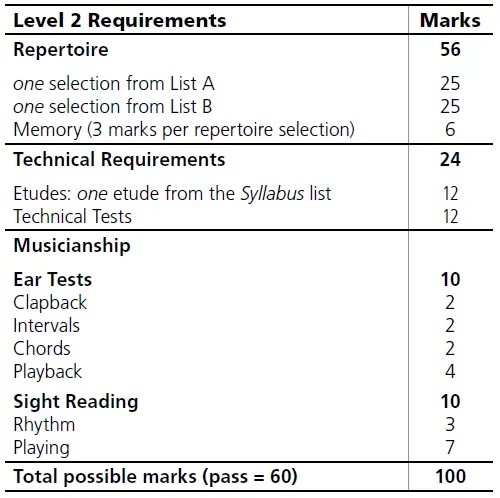 Level 2 Requirements Marks
Repertoire 56
one selection from List A 25
one selection from List B 25
Memory (3 marks per repertoire selection) 6
Technical Requirements 24
Etudes: one etude from the Syllabus list 12
Technical Tests 12
Musicianship
Ear Tests 10
Clapback 2
Intervals 2
Chords 2
Playback 4
Sight Reading 10
Rhythm 3
Playing 7
Total possible marks (pass = 60) 100